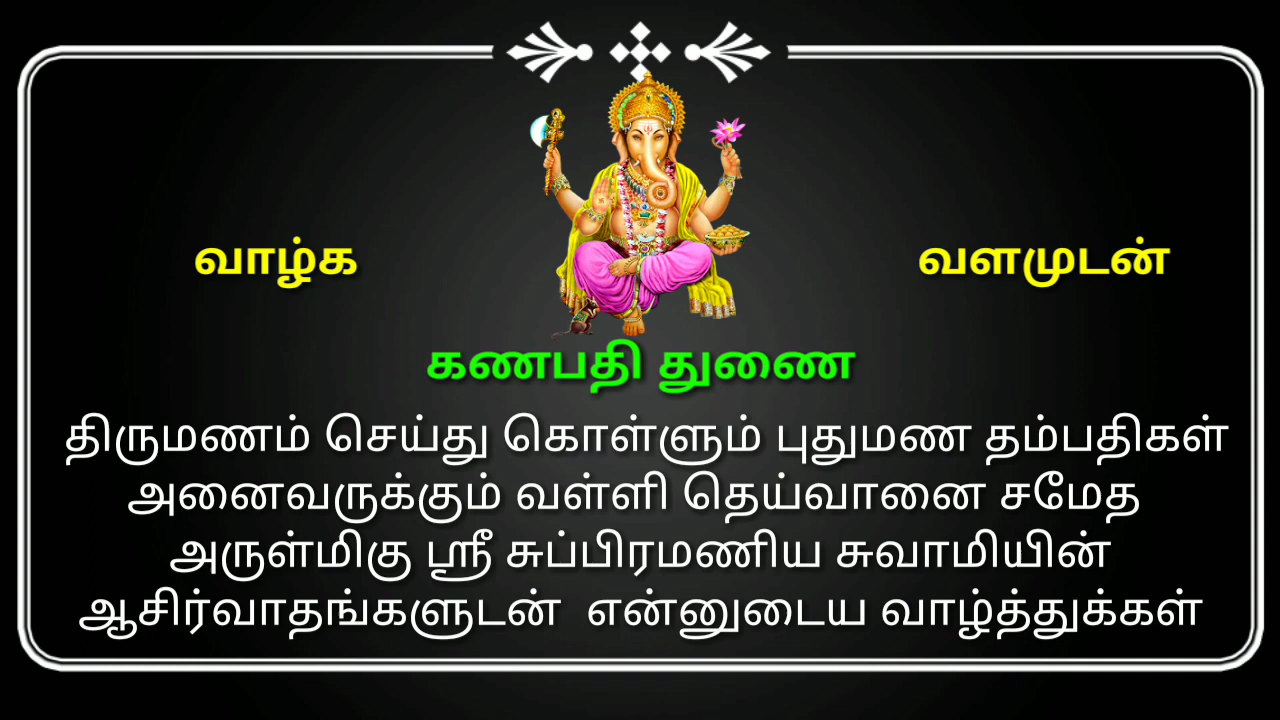 வாழ்க வளமுடன்
கணபதி துணை
திருமணம் செய்து கொள்ளும் புதுமண தம்பதிகள்
அனைவருக்கும் வள்ளி தெய்வானை சமேத
அருள்மிகு ஸ்ரீ சுப்பிரமணிய சுவாமியின்
ஆசிர்வாதங்களுடன் என்னுடைய வாழ்த்துக்கள்